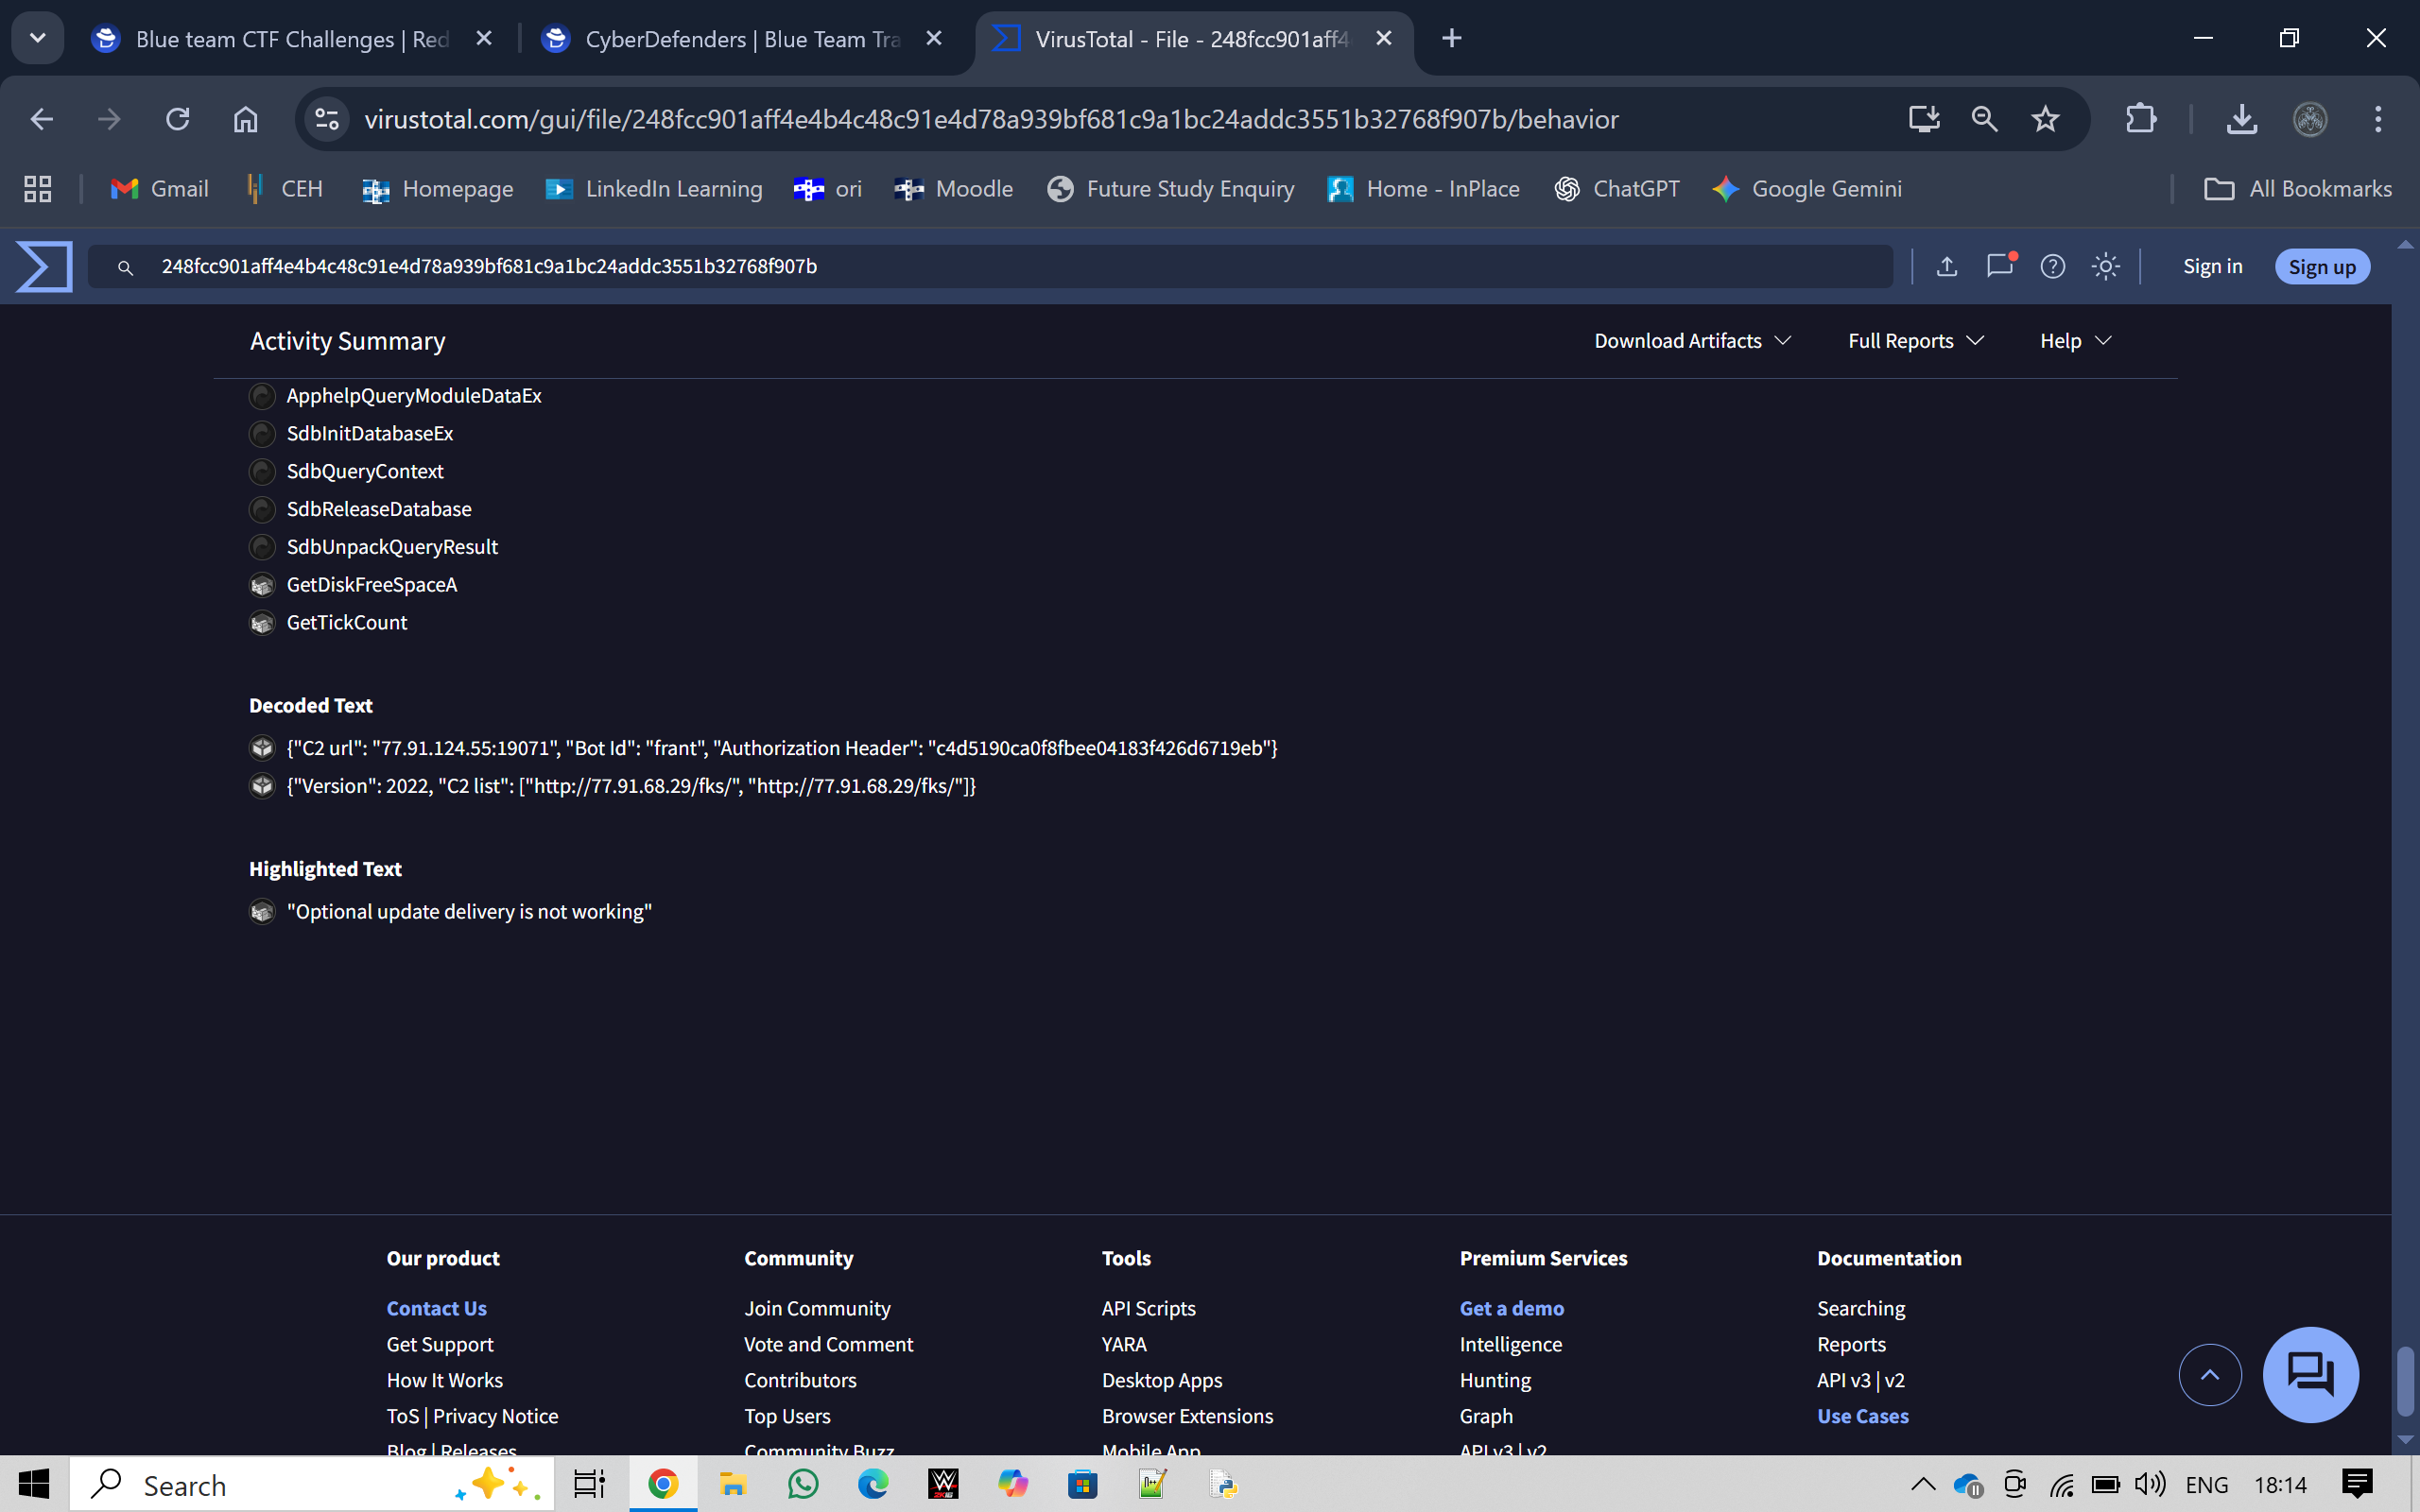 Blue team CTF Challenges | Red
CyberDefenders | Blue Team Tra
VirusTotal - File - 248fcc901aff4
virustotal.com/gui/file/248fcc901aff4e4b4c48c91e4d78a939bf681c9a1bc24addc3551b32768f907b/behavior
Gmail
CEH
Homepage
LinkedIn Learning
ori
Moodle
Future Study Enquiry
Home - InPlace
ChatGPT
Google Gemini
All Bookmarks
248fcc901aff4e4b4c48c91e4d78a939bf681c9a1bc24addc3551b32768f907b
Sign in
Sign up
Activity Summary
Download Artifacts
Full Reports
Help
ApphelpQueryModuleDataEx
SdbInitDatabaseEx
SdbQueryContext
SdbReleaseDatabase
SdbUnpackQueryResult
GetDiskFreeSpaceA
GetTickCount
Decoded Text
{"C2 url": "77.91.124.55:19071", "Bot Id": "frant", "Authorization Header": "c4d5190ca0f8fbee04183f426d6719eb"}
{"Version": 2022, "C2 list": ["http://77.91.68.29/fks/", "http://77.91.68.29/fks/"]}
Highlighted Text
"Optional update delivery is not working"
Our product
Contact Us
Get Support
How It Works
ToS | Privacy Notice
Blog | Releases
Community
Join Community
Vote and Comment
Contributors
Top Users
Community Buzz
Tools
API Scripts
YARA
Desktop Apps
Browser Extensions
Mobile App
Premium Services
Get a demo
Intelligence
Hunting
Graph
API v3 | v2
Documentation
Searching
Reports
API v3 | v2
Use Cases
Search
W
2K16
ENG
18:14